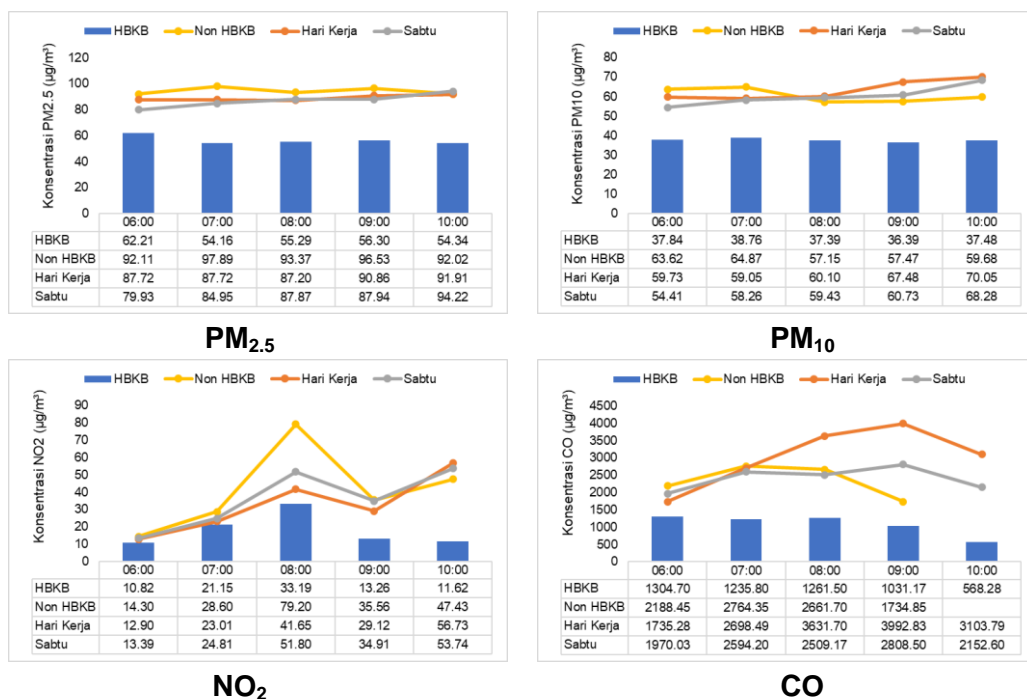 HBKB Non HBKB Hari Kerja Sabtu
Konsentrasi PM2.5 (µg/m³)
120
100
80
60
40
20
0
06:00 07:00 08:00 09:00 10:00
HBKB 62.21 54.16 55.29 56.30 54.34
Non HBKB 92.11 97.89 93.37 96.53 92.02
Hari Kerja 87.72 87.72 87.20 90.86 91.91
Sabtu 79.93 84.95 87.87 87.94 94.22
PM2.5
HBKB Non HBKB Hari Kerja Sabtu
Konsentrasi PM10 (µg/m³)
80
70
60
50
40
30
20
10
0
06:00 07:00 08:00 09:00 10:00
HBKB 37.84 38.76 37.39 36.39 37.48
Non HBKB 63.62 64.87 57.15 57.47 59.68
Hari Kerja 59.73 59.05 60.10 67.48 70.05
Sabtu 54.41 58.26 59.43 60.73 68.28
PM10
HBKB Non HBKB Hari Kerja Sabtu
Konsentrasi NO2 (µg/m³)
90
80
70
60
50
40
30
20
10
0
06:00 07:00 08:00 09:00 10:00
HBKB 10.82 21.15 33.19 13.26 11.62
Non HBKB 14.30 28.60 79.20 35.56 47.43
Hari Kerja 12.90 23.01 41.65 29.12 56.73
Sabtu 13.39 24.81 51.80 34.91 53.74
NO2
HBKB Non HBKB Hari Kerja Sabtu
Konsentrasi CO (µg/m³)
4500
4000
3500
3000
2500
2000
1500
1000
500
0
06:00 07:00 08:00 09:00 10:00
HBKB 1304.70 1235.80 1261.50 1031.17 568.28
Non HBKB 2188.45 2764.35 2661.70 1734.85
Hari Kerja 1735.28 2698.49 3631.70 3992.83 3103.79
Sabtu 1970.03 2594.20 2509.17 2808.50 2152.60
CO